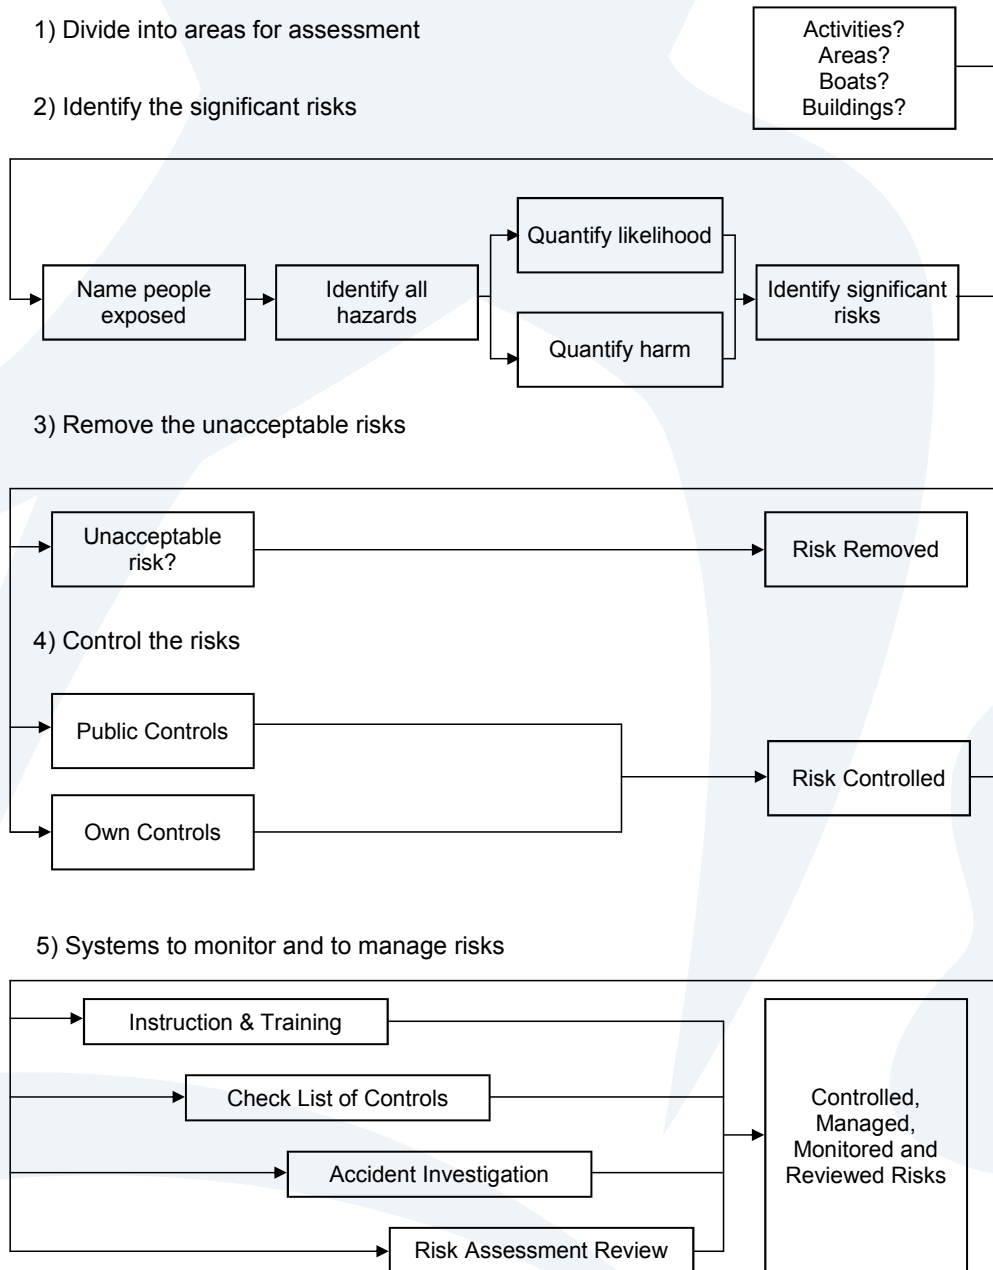 1) Divide into areas for assessment
Activities?
Areas?
Boats?
Buildings?
2) Identify the significant risks
Name people
exposed
Identify all
hazards
Quantify likelihood
Quantify harm
Identify significant
risks
3) Remove the unacceptable risks
Unacceptable
risk?
Risk Removed
4) Control the risks
Public Controls
Own Controls
Risk Controlled
5) Systems to monitor and to manage risks
Instruction & Training
Check List of Controls
Accident Investigation
Risk Assessment Review
Controlled,
Managed,
Monitored and
Reviewed Risks